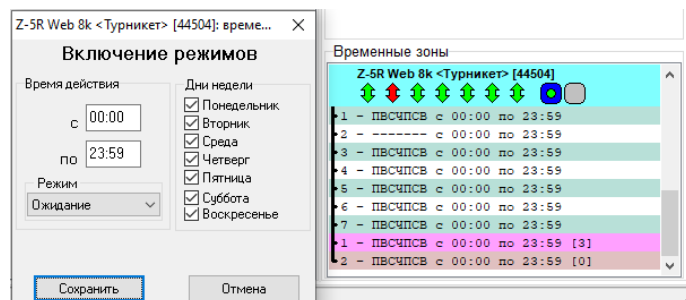 Z-5R Web 8k <Турникет> [44504]: време...
Включение режимов
Время действия
с 00:00
по 23:59
Режим
Ожидание
Дни недели
Понедельник
Вторник
Среда
Четверг
Пятница
Суббота
Воскресенье
Сохранить
Отмена
Временные зоны
Z-5R Web 8k <Турникет> [44504]
1 - ПВСЧПСВ с 00:00 по 23:59
2 - ------- с 00:00 по 23:59
3 - ПВСЧПСВ с 00:00 по 23:59
4 - ПВСЧПСВ с 00:00 по 23:59
5 - ПВСЧПСВ с 00:00 по 23:59
6 - ПВСЧПСВ с 00:00 по 23:59
7 - ПВСЧПСВ с 00:00 по 23:59
1 - ПВСЧПСВ с 00:00 по 23:59 [3]
2 - ПВСЧПСВ с 00:00 по 23:59 [0]